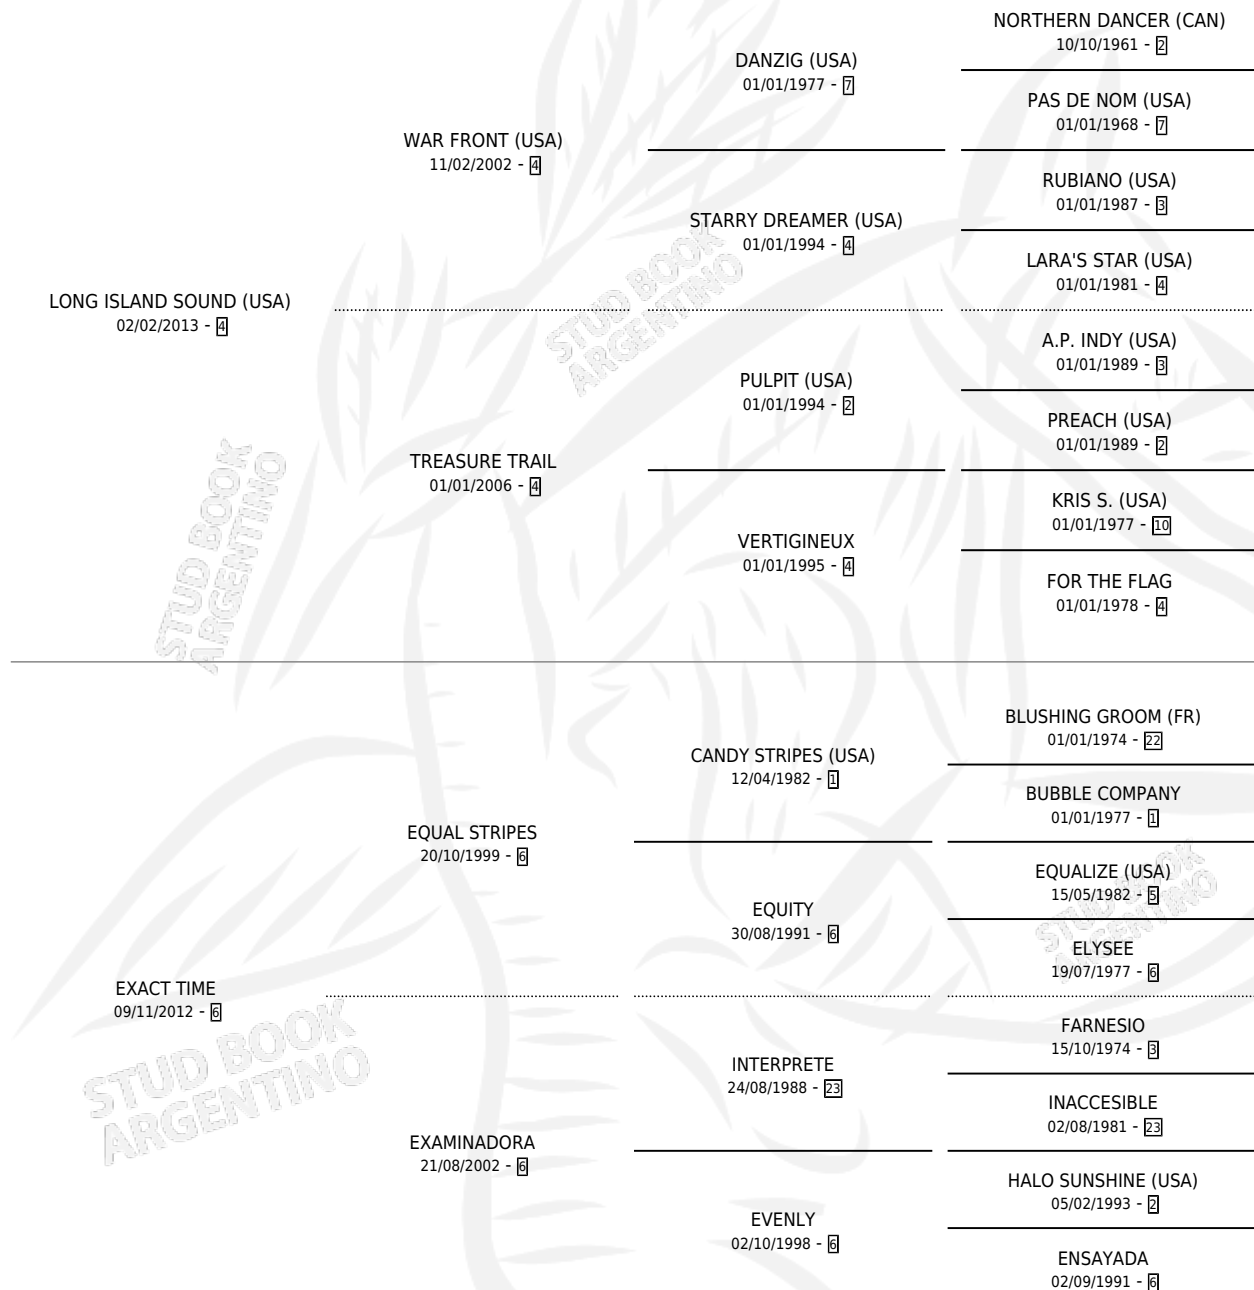 NORTHERN DANCER (CAN)
10/10/1961 - 2
DANZIG (USA)
01/01/1977 - 7
PAS DE NOM (USA)
01/01/1968 - 7
WAR FRONT (USA)
11/02/2002 - 4
RUBIANO (USA)
01/01/1987 - 3
STARRY DREAMER (USA)
01/01/1994 - 4
LARA'S STAR (USA)
01/01/1981 - 4
LONG ISLAND SOUND (USA)
02/02/2013 - 4
A.P. INDY (USA)
01/01/1989 - 3
PULPIT (USA)
01/01/1994 - 2
PREACH (USA)
01/01/1989 - 2
TREASURE TRAIL
01/01/2006 - 4
KRIS S. (USA)
01/01/1977 - 10
VERTIGINEUX
01/01/1995 - 4
FOR THE FLAG
01/01/1978 - 4
STUD BOOK
ARGENTINO
STUD BOOK
ARGENTINO
BLUSHING GROOM (FR)
01/01/1974 - 22
CANDY STRIPES (USA)
12/04/1982 - 1
BUBBLE COMPANY
01/01/1977 - 1
EQUAL STRIPES
20/10/1999 - 6
EQUALIZE (USA)
15/05/1982 - 5
EQUITY
30/08/1991 - 6
ELYSEE
19/07/1977 - 6
STUD BOOK
ARGENTINO
EXACT TIME
09/11/2012 - 6
FARNESIO
15/10/1974 - 3
INTERPRETE
24/08/1988 - 23
INACCESIBLE
02/08/1981 - 23
EXAMINADORA
21/08/2002 - 6
HALO SUNSHINE (USA)
05/02/1993 - 2
EVENLY
02/10/1998 - 6
ENSAYADA
02/09/1991 - 6
STUD BOOK
ARGENTINO